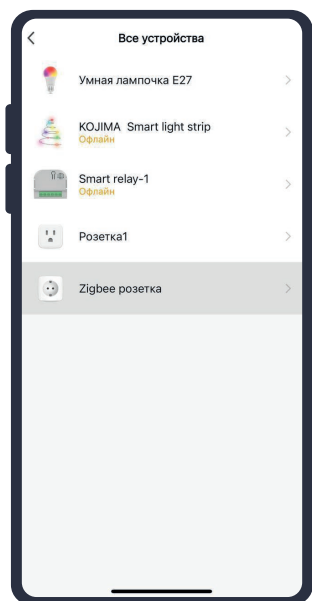 Все устройства
Умная лампочка E27
KOJIMA Smart light strip
Офлайн
Smart relay-1
Офлайн
Розетка1
Zigbee розетка